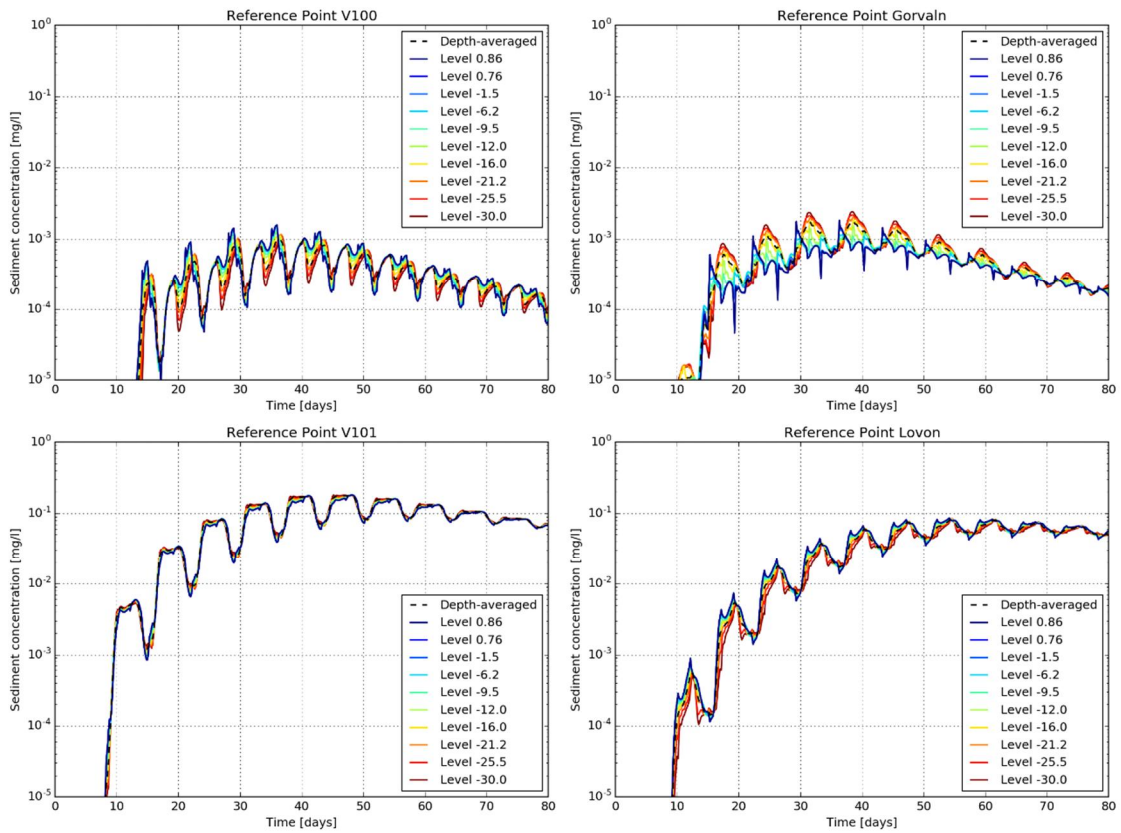 Reference Point V100
10^0
10^-1
10^-2
10^-3
10^-4
10^-5
Sediment concentration [mg/l]
Depth-averaged
Level 0.86
Level 0.76
Level -1.5
Level -6.2
Level -9.5
Level -12.0
Level -16.0
Level -21.2
Level -25.5
Level -30.0
0 10 20 30 40 50 60 70 80
Time [days]
Reference Point Gorvaln
10^0
10^-1
10^-2
10^-3
10^-4
10^-5
Sediment concentration [mg/l]
Depth-averaged
Level 0.86
Level 0.76
Level -1.5
Level -6.2
Level -9.5
Level -12.0
Level -16.0
Level -21.2
Level -25.5
Level -30.0
0 10 20 30 40 50 60 70 80
Time [days]
Reference Point V101
10^0
10^-1
10^-2
10^-3
10^-4
10^-5
Sediment concentration [mg/l]
Depth-averaged
Level 0.86
Level 0.76
Level -1.5
Level -6.2
Level -9.5
Level -12.0
Level -16.0
Level -21.2
Level -25.5
Level -30.0
0 10 20 30 40 50 60 70 80
Time [days]
Reference Point Lovon
10^0
10^-1
10^-2
10^-3
10^-4
10^-5
Sediment concentration [mg/l]
Depth-averaged
Level 0.86
Level 0.76
Level -1.5
Level -6.2
Level -9.5
Level -12.0
Level -16.0
Level -21.2
Level -25.5
Level -30.0
0 10 20 30 40 50 60 70 80
Time [days]